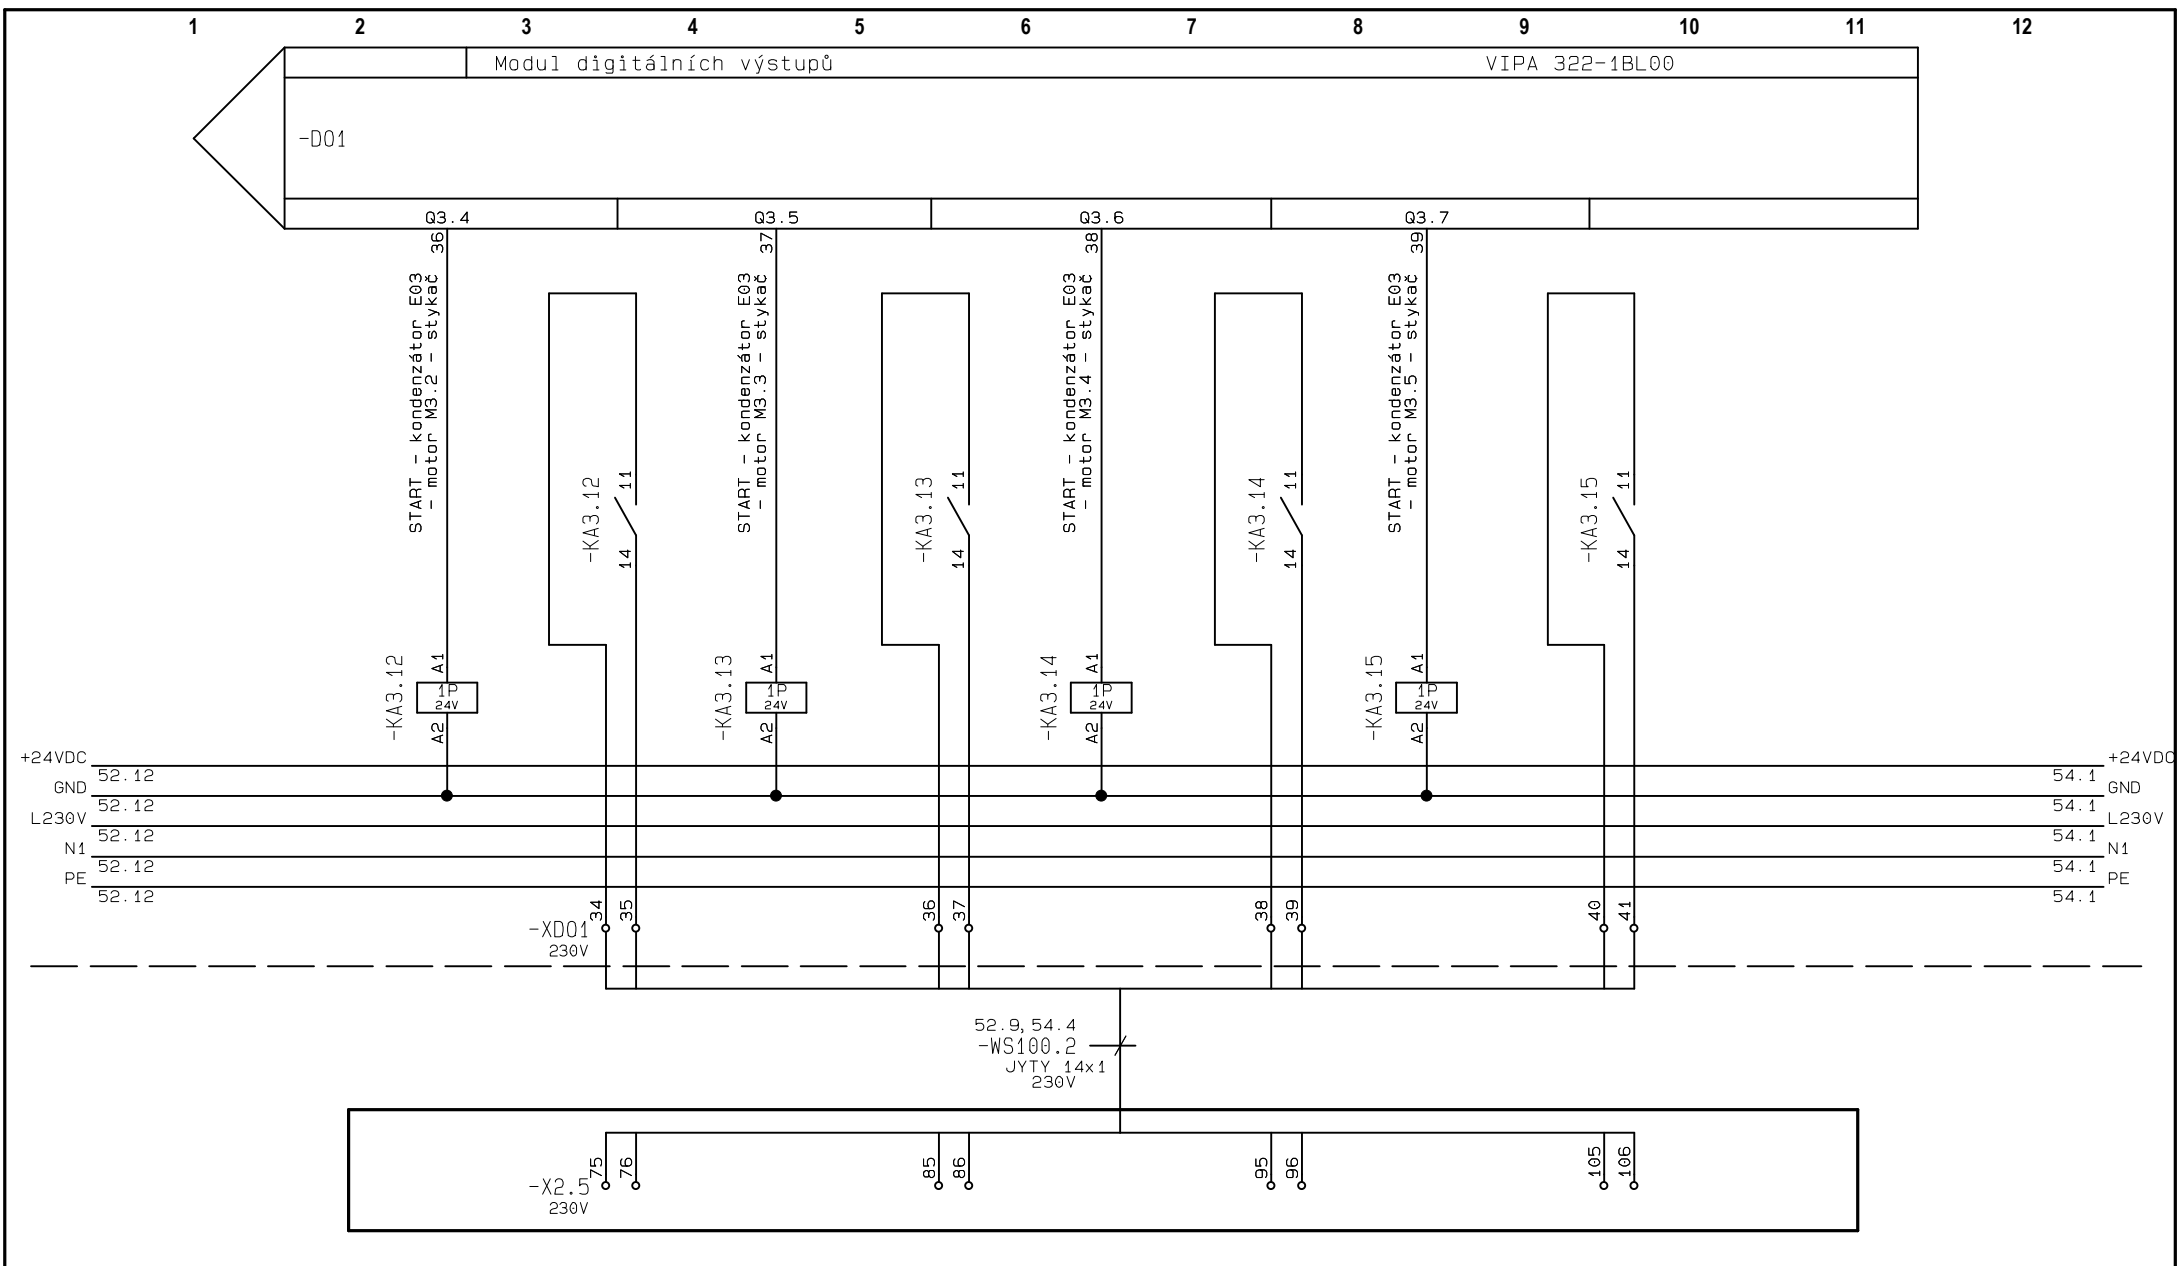 1 2 3 4 5 6 7 8 9 10 11 12
Modul digitálních výstupů
VIPA 322-1BL00
-DO1
Q3.4
Q3.5
Q3.6
Q3.7
36
37
38
39
START - kondenzátor E03
- motor M3.2 - stykač
START - kondenzátor E03
- motor M3.3 - stykač
START - kondenzátor E03
- motor M3.4 - stykač
START - kondenzátor E03
- motor M3.5 - stykač
-KA3.12
11
14
-KA3.13
11
14
-KA3.14
11
14
-KA3.15
11
14
-KA3.12
A1
1P
24V
A2
-KA3.13
A1
1P
24V
A2
-KA3.14
A1
1P
24V
A2
-KA3.15
A1
1P
24V
A2
+24VDC
52.12
GND
52.12
L230V
52.12
N1
52.12
PE
52.12
+24VDC
54.1
GND
54.1
L230V
54.1
N1
54.1
PE
54.1
-XDO1
230V
34
35
36
37
38
39
40
41
52.9,54.4
-WS100.2
JYTY 14x1
230V
-X2.5
230V
75
76
85
86
95
96
105
106